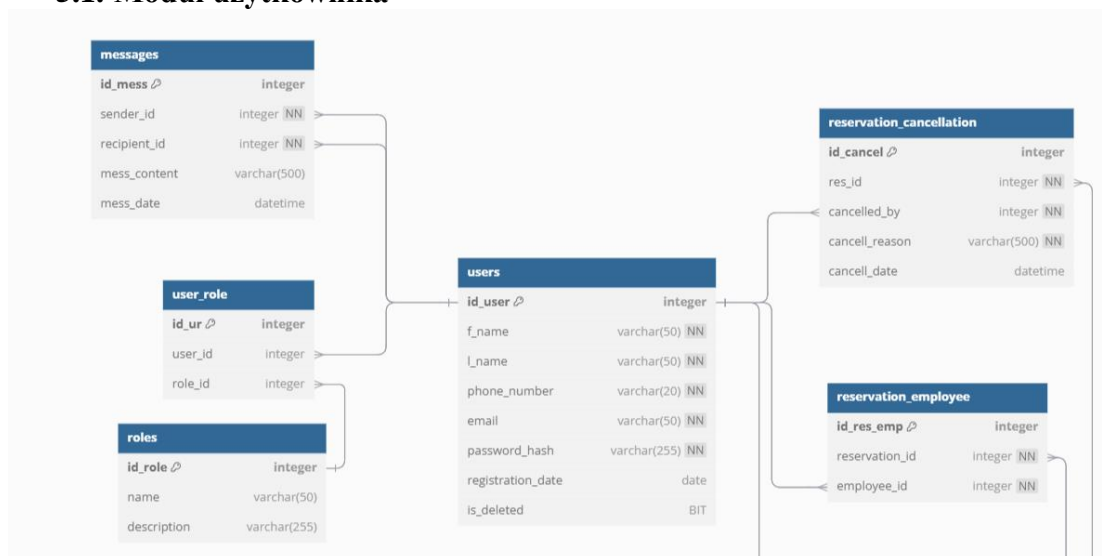 3.1. Moduł użytkownika
messages
id_mess integer
sender_id integer NN
recipient_id integer NN
mess_content varchar(500)
mess_date datetime
user_role
id_ur integer
user_id integer
role_id integer
roles
id_role integer
name varchar(50)
description varchar(255)
users
id_user integer
f_name varchar(50) NN
l_name varchar(50) NN
phone_number varchar(20) NN
email varchar(50) NN
password_hash varchar(255) NN
registration_date date
is_deleted BIT
reservation_cancellation
id_cancel integer
res_id integer NN
cancelled_by integer NN
cancell_reason varchar(500) NN
cancell_date datetime
reservation_employee
id_res_emp integer
reservation_id integer NN
employee_id integer NN